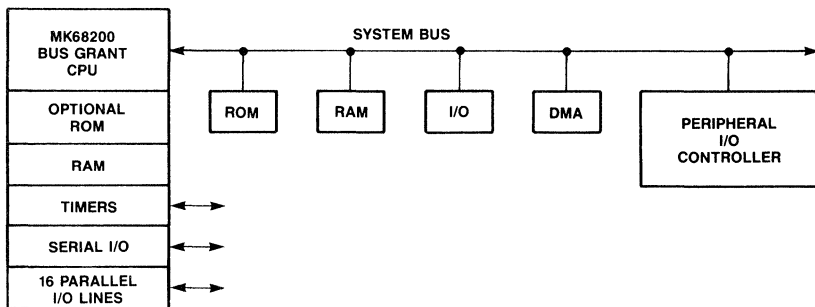 MK68200
BUS GRANT
CPU
OPTIONAL
ROM
RAM
TIMERS
SERIAL I/O
16 PARALLEL
I/O LINES
SYSTEM BUS
ROM
RAM
I/O
DMA
PERIPHERAL
I/O
CONTROLLER